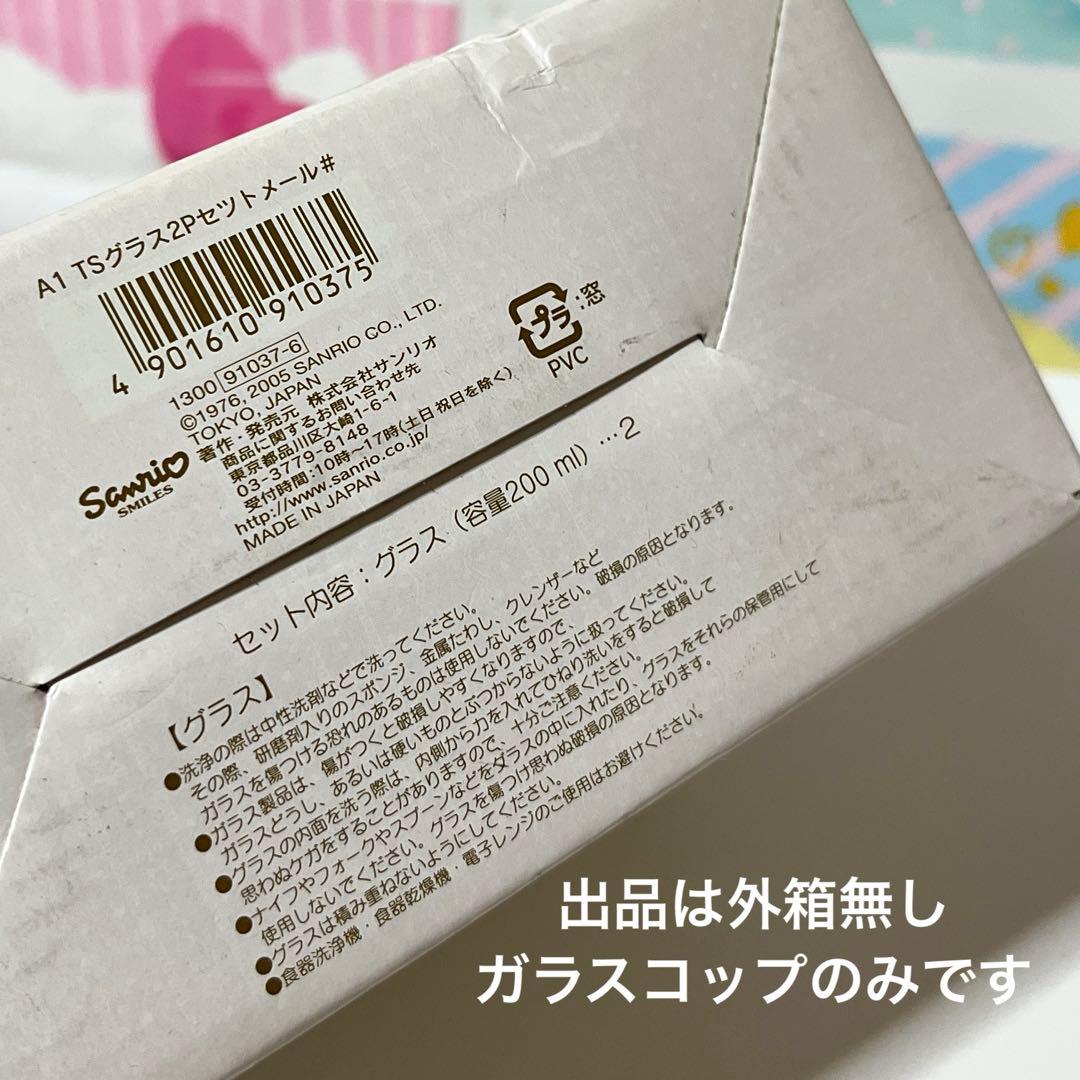 A1 TSグラス2Pセットメール#
4 901610 910375
1300 91037-6
©1976, 2005 SANRIO CO., LTD.
TOKYO, JAPAN
著作・発売元 株式会社サンリオ
商品に関するお問い合わせ先
東京都品川区大崎1-6-1
03-3779-8148
受付時間:10時〜17時(土日祝日を除く)
http://www.sanrio.co.jp/
MADE IN JAPAN
Sanrio
SMILES
プラ
:窓
PVC
セット内容:グラス(容量200 ml) …2
【グラス】
●洗浄の際は中性洗剤などで洗ってください。
その際、研磨剤入りのスポンジ、金属たわし、クレンザーなど
ガラスを傷つける恐れのあるものは使用しないでください。破損の原因となります。
●ガラス製品は、傷がつくと破損しやすくなりますので、
ガラスどうし、あるいは硬いものとぶつからないように扱ってください。
●グラスの内面を洗う際は、内側から力を入れてひねり洗いをすると破損して
思わぬケガをすることがありますので、十分ご注意ください。
●ナイフやフォークやスプーンなどをグラスの中に入れたり、グラスをそれらの保管用にして
使用しないでください。グラスを傷つけ思わぬ破損の原因となります。
●グラスは積み重ねないようにしてください。
●食器洗浄機・食器乾燥機・電子レンジのご使用はお避けください。
出品は外箱無し
ガラスコップのみです